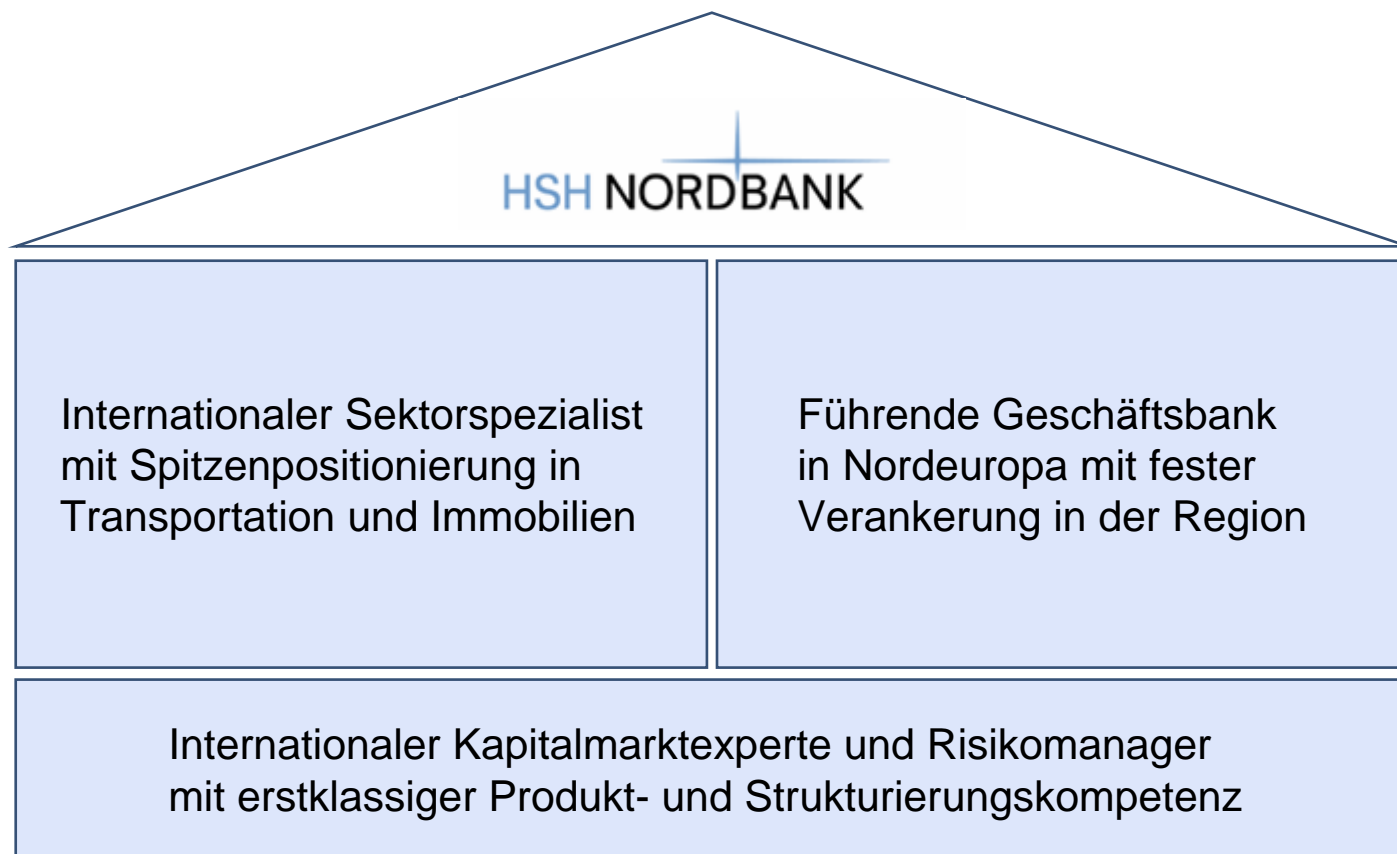 HSH NORDBANK
Internationaler Sektorspezialist
mit Spitzenpositionierung in
Transportation und Immobilien
Führende Geschäftsbank
in Nordeuropa mit fester
Verankerung in der Region
Internationaler Kapitalmarktexperte und Risikomanager
mit erstklassiger Produkt- und Strukturierungskompetenz